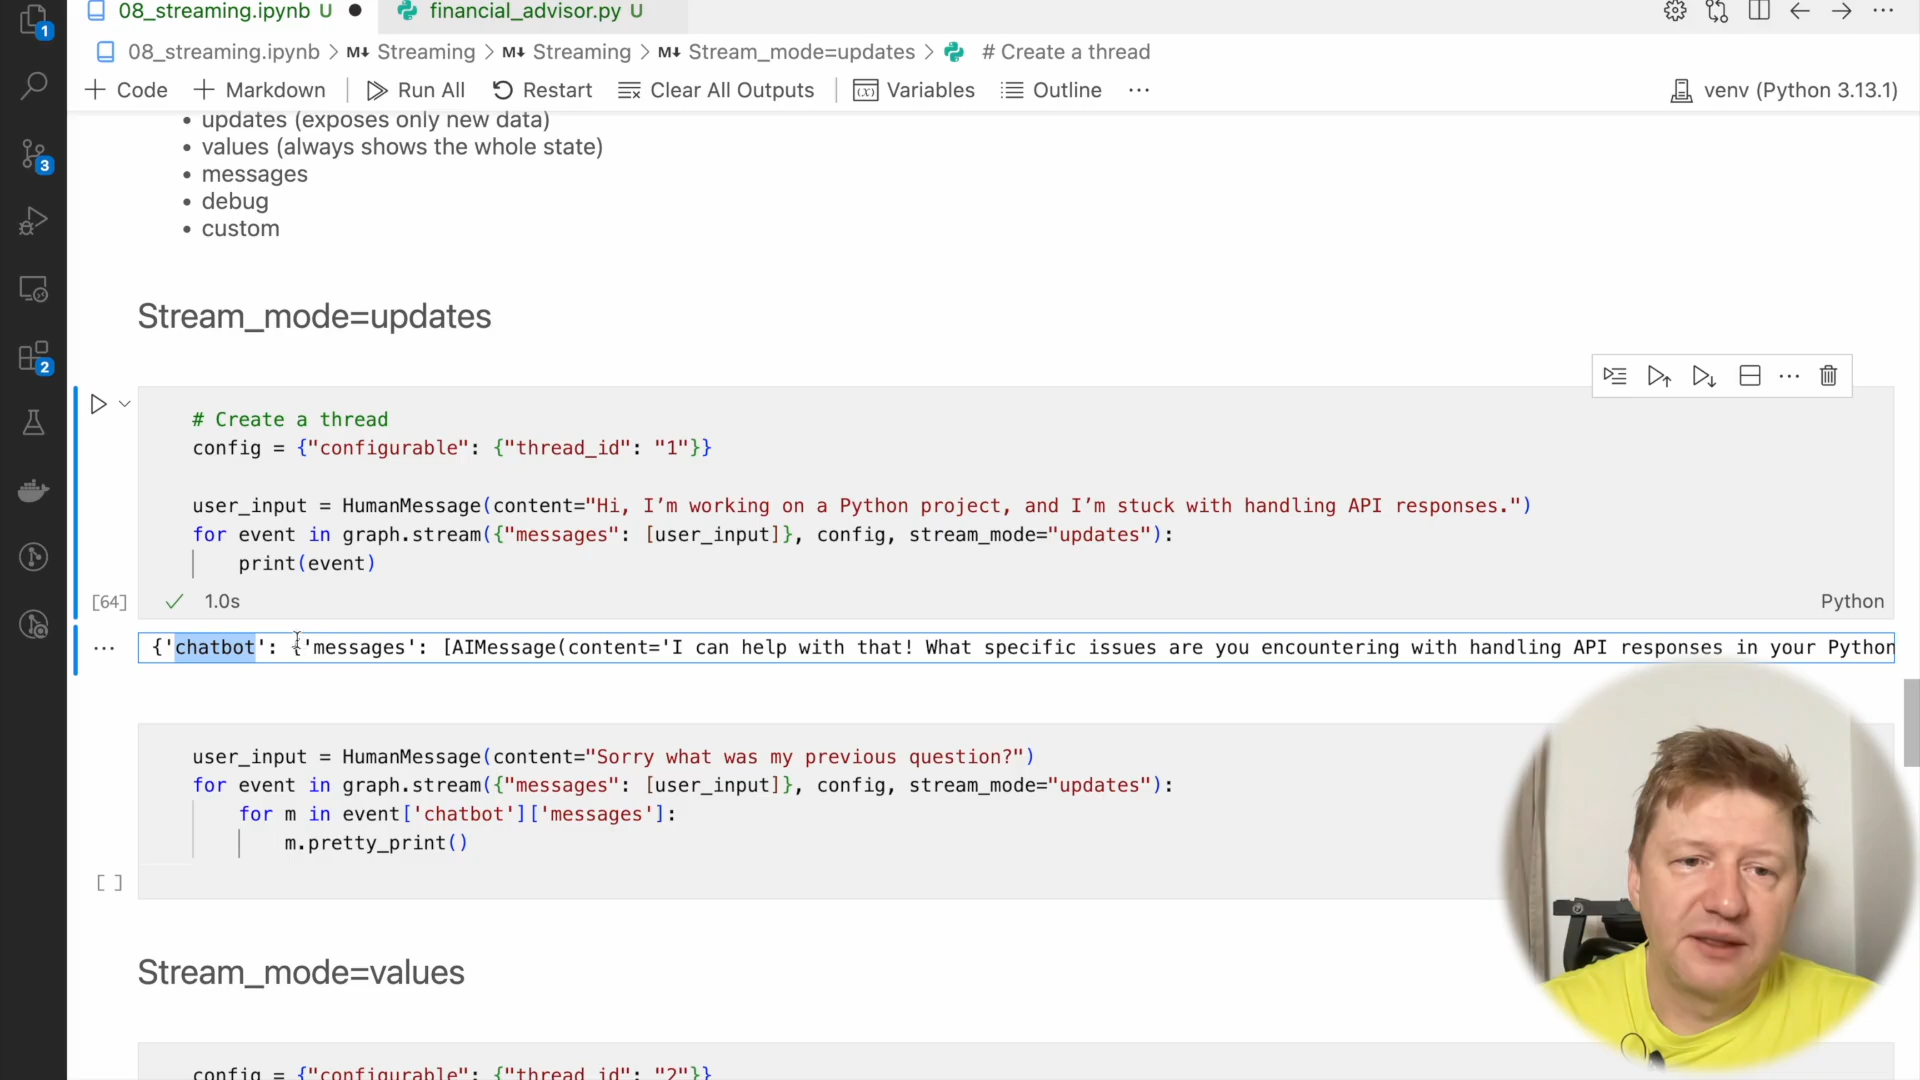 08_streaming.ipynb U ● financial_advisor.py U
08_streaming.ipynb > M↓ Streaming > M↓ Streaming > M↓ Stream_mode=updates > # Create a thread
+ Code + Markdown Run All Restart Clear All Outputs Variables Outline ... venv (Python 3.13.1)
1
3
2
• updates (exposes only new data)
• values (always shows the whole state)
• messages
• debug
• custom
Stream_mode=updates
# Create a thread
config = {"configurable": {"thread_id": "1"}}
user_input = HumanMessage(content="Hi, I’m working on a Python project, and I’m stuck with handling API responses.")
for event in graph.stream({"messages": [user_input]}, config, stream_mode="updates"):
print(event)
[64] ✓ 1.0s Python
{'chatbot': {'messages': [AIMessage(content='I can help with that! What specific issues are you encountering with handling API responses in your Python
user_input = HumanMessage(content="Sorry what was my previous question?")
for event in graph.stream({"messages": [user_input]}, config, stream_mode="updates"):
for m in event['chatbot']['messages']:
m.pretty_print()
[ ]
Stream_mode=values
config = {"configurable": {"thread_id": "2"}}